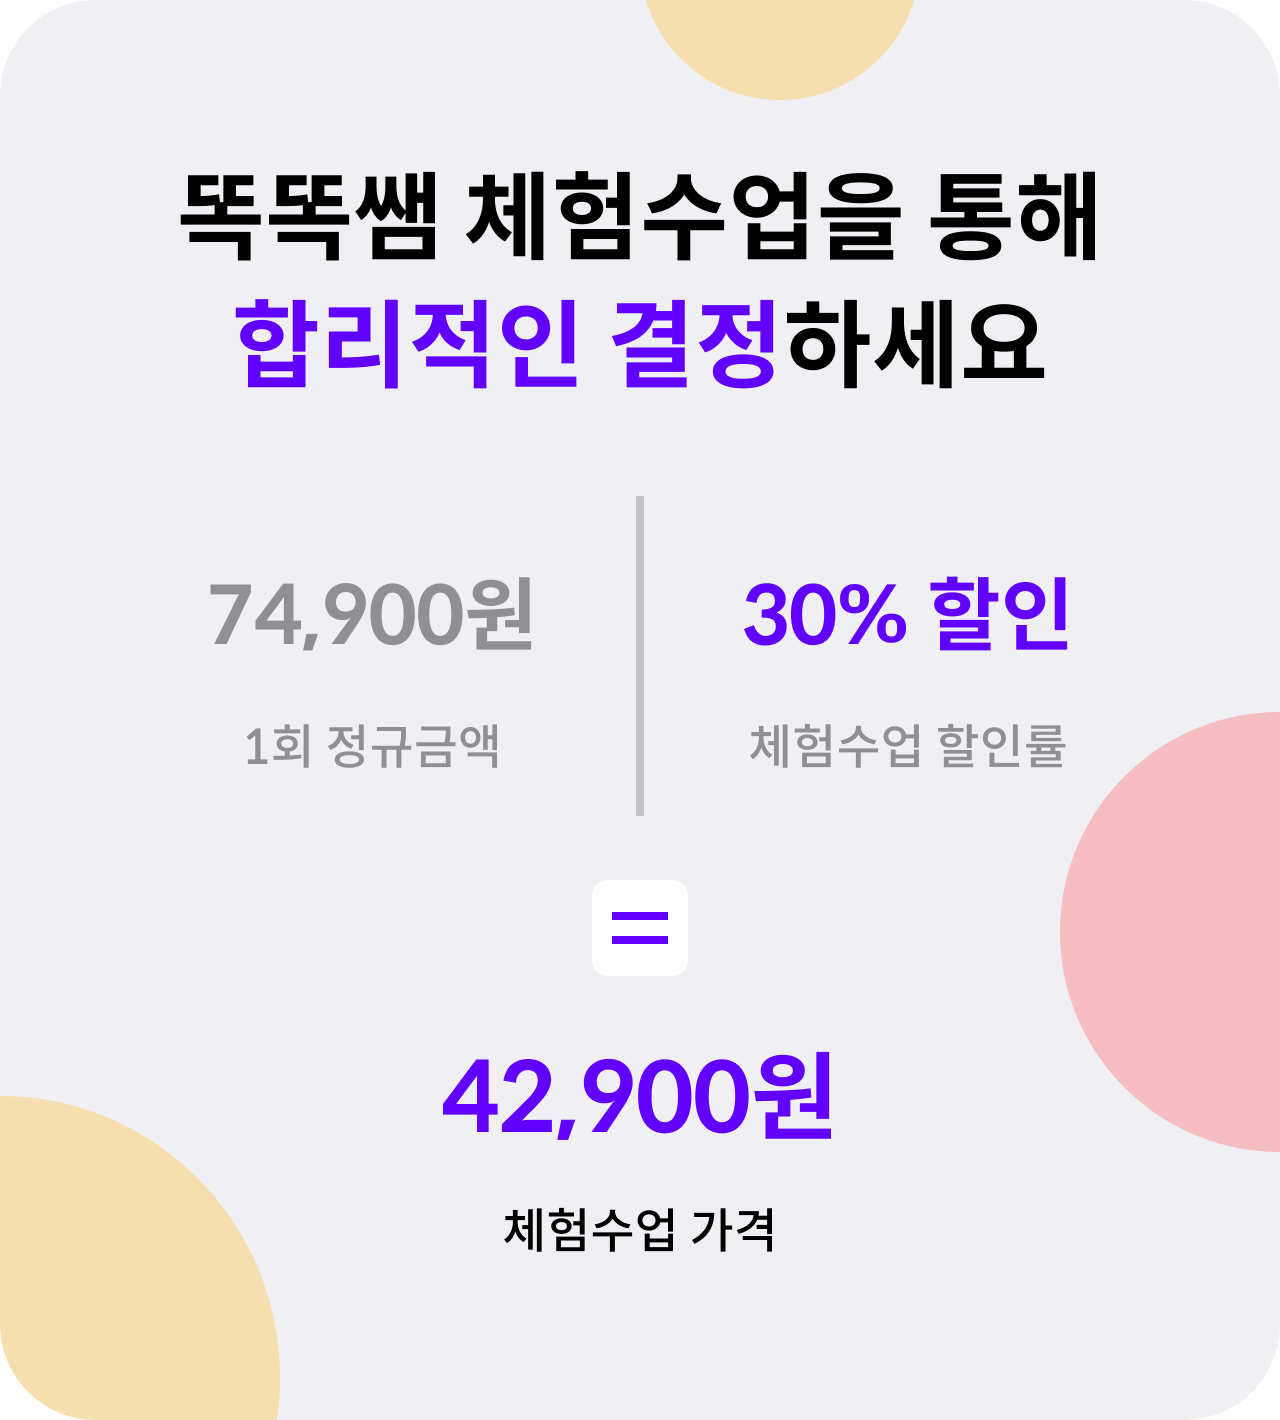 똑똑쌤 체험수업을 통해
합리적인 결정하세요
74,900원
1회 정규금액
30% 할인
체험수업 할인률
=
42,900원
체험수업 가격